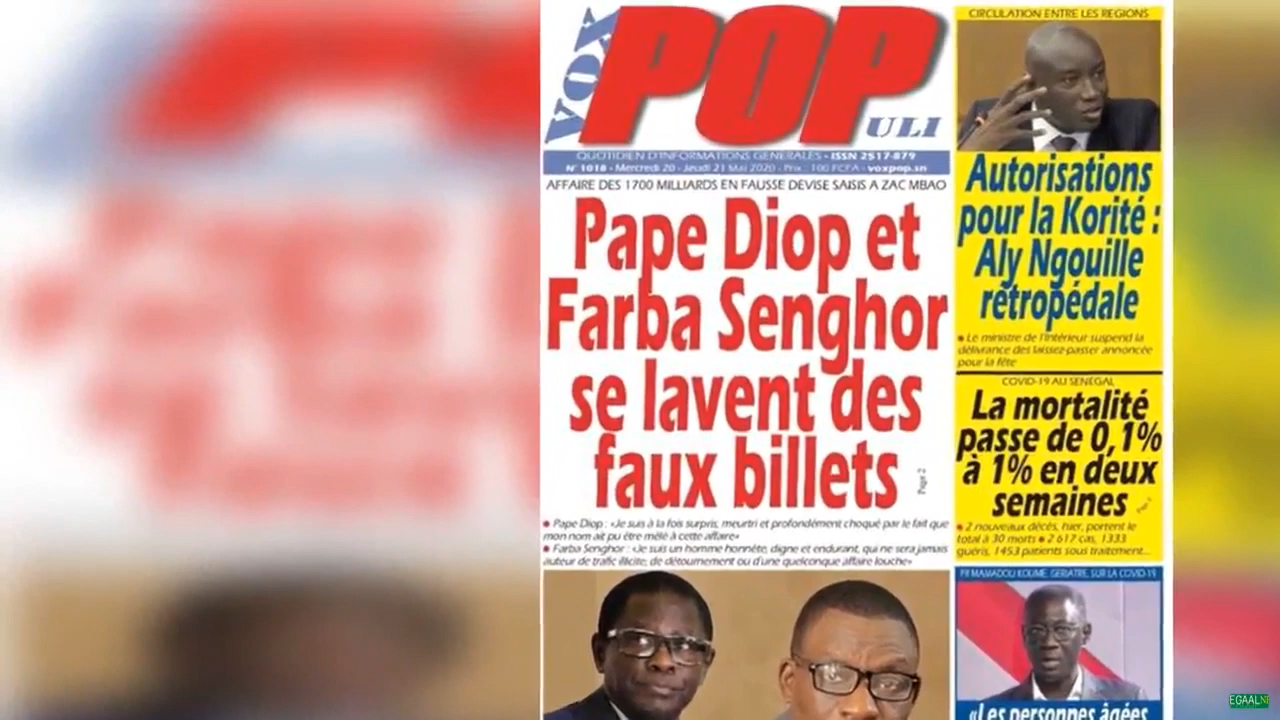 VOX
POP
ULI
QUOTIDIEN D'INFORMATIONS GENERALES - ISSN 2517-879
N° 1018 - Mercredi 20 - Jeudi 21 Mai 2020 - Prix : 100 FCFA - voxpop.sn
AFFAIRE DES 1700 MILLIARDS EN FAUSSE DEVISE SAISIS A ZAC MBAO
Pape Diop et
Farba Senghor
se lavent des
faux billets
Page 2
• Pape Diop : «Je suis à la fois surpris, meurtri et profondément choqué par le fait que
mon nom ait pu être mêlé à cette affaire»
• Farba Senghor : «Je suis un homme honnête, digne et endurant, qui ne sera jamais
auteur de trafic illicite, de détournement ou d'une quelconque affaire louche»
CIRCULATION ENTRE LES REGIONS
Autorisations
pour la Korité :
Aly Ngouille
rétropédale
• Le ministre de l'Intérieur suspend la
délivrance des laissez-passer annoncée
pour la fête
COVID-19 AU SENEGAL
La mortalité
passe de 0,1%
à 1% en deux
semaines
• 2 nouveaux décès, hier, portent le
total à 30 morts • 2 617 cas, 1333
guéris, 1453 patients sous traitement...
PR MAMADOU KOUME, GERIATRE, SUR LA COVID-19
«Les personnes âgées
EGAALNET